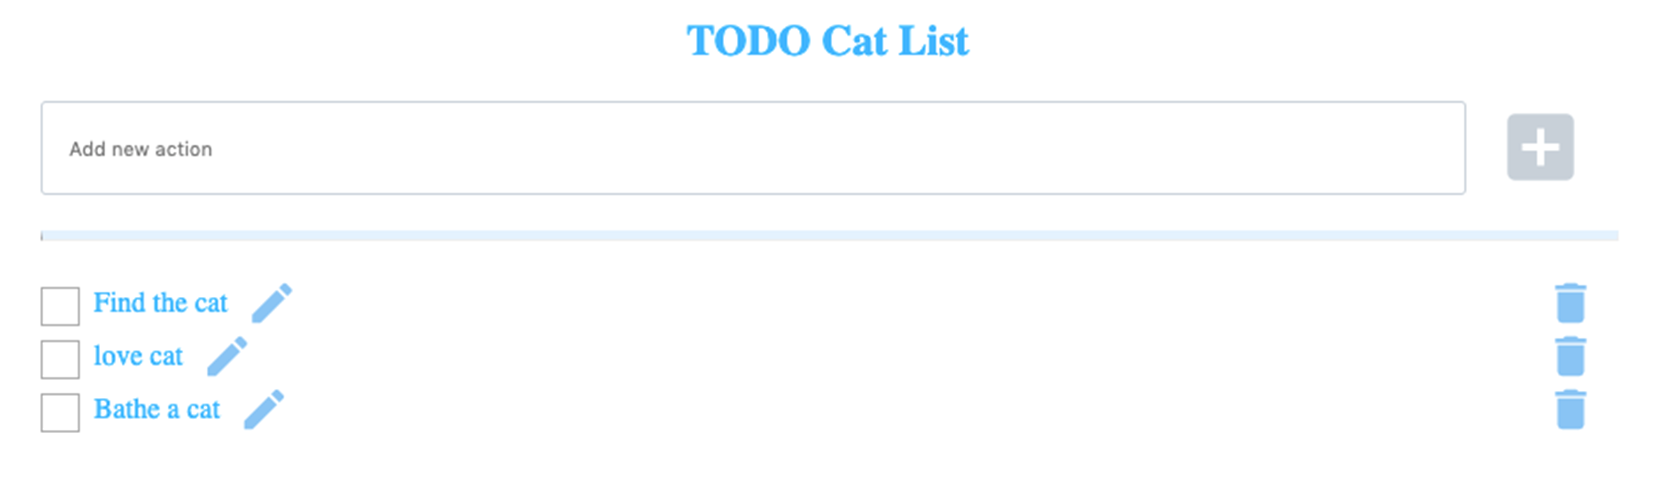 TODO Cat List
Add new action
Find the cat
love cat
Bathe a cat